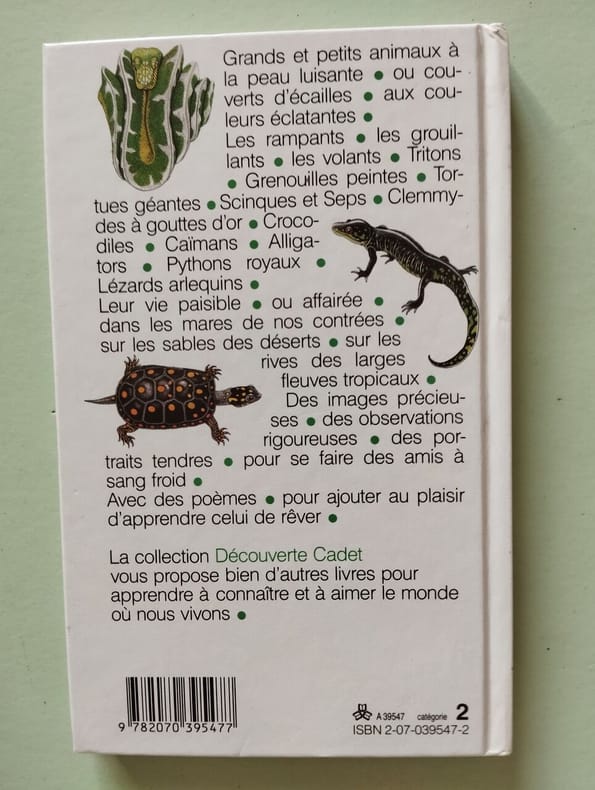 Grands et petits animaux à
la peau luisante ● ou cou-
verts d'écailles ● aux cou-
leurs éclatantes ●
Les rampants ● les grouil-
lants ● les volants ● Tritons
● Grenouilles peintes ● Tor-
tues géantes ● Scinques et Seps ● Clemmy-
des à gouttes d'or ● Croco-
diles ● Caïmans ● Alliga-
tors ● Pythons royaux ●
Lézards arlequins ●
Leur vie paisible ● ou affairée ●
dans les mares de nos contrées ●
sur les sables des déserts ● sur les
rives des larges
fleuves tropicaux ●
Des images précieu-
ses ● des observations
rigoureuses ● des por-
traits tendres ● pour se faire des amis à
sang froid ●
Avec des poèmes ● pour ajouter au plaisir
d'apprendre celui de rêver ●
La collection Découverte Cadet
vous propose bien d'autres livres pour
apprendre à connaître et à aimer le monde
où nous vivons ●
9 782070 395477
A 39547 catégorie 2
ISBN 2-07-039547-2